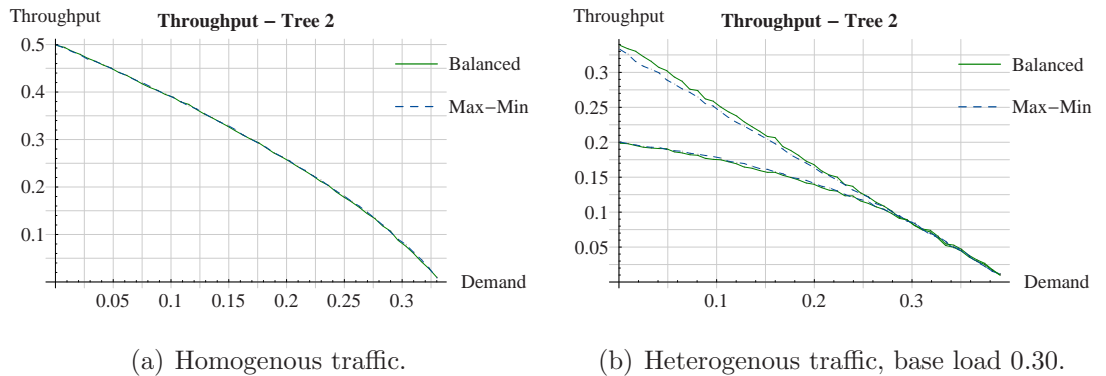 Throughput
Throughput − Tree 2
0.5
0.4
0.3
0.2
0.1
Balanced
Max−Min
Demand
0.05 0.1 0.15 0.2 0.25 0.3
(a) Homogenous traffic.
Throughput
Throughput − Tree 2
0.3
0.25
0.2
0.15
0.1
0.05
Balanced
Max−Min
Demand
0.1 0.2 0.3
(b) Heterogenous traffic, base load 0.30.